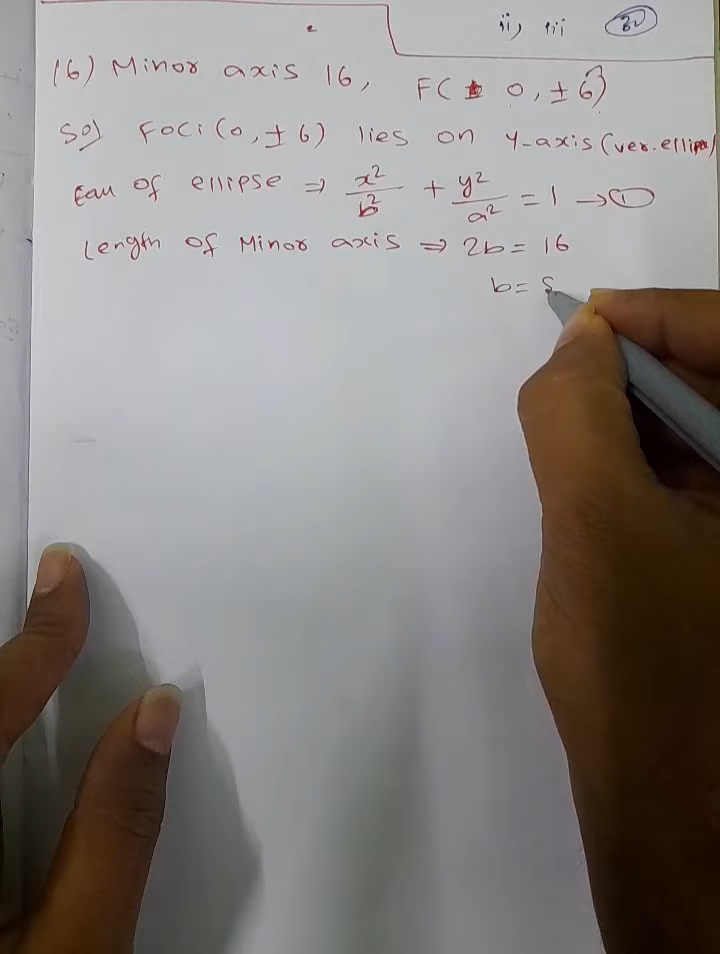 ii, iii 32
16) Minor axis 16, F( 0, ±6)
Sol Foci (0, ±6) lies on y-axis (ver. ellipse)
Eqn of ellipse ⇒ x²/b² + y²/a² = 1 → ①
Length of Minor axis ⇒ 2b = 16
b =